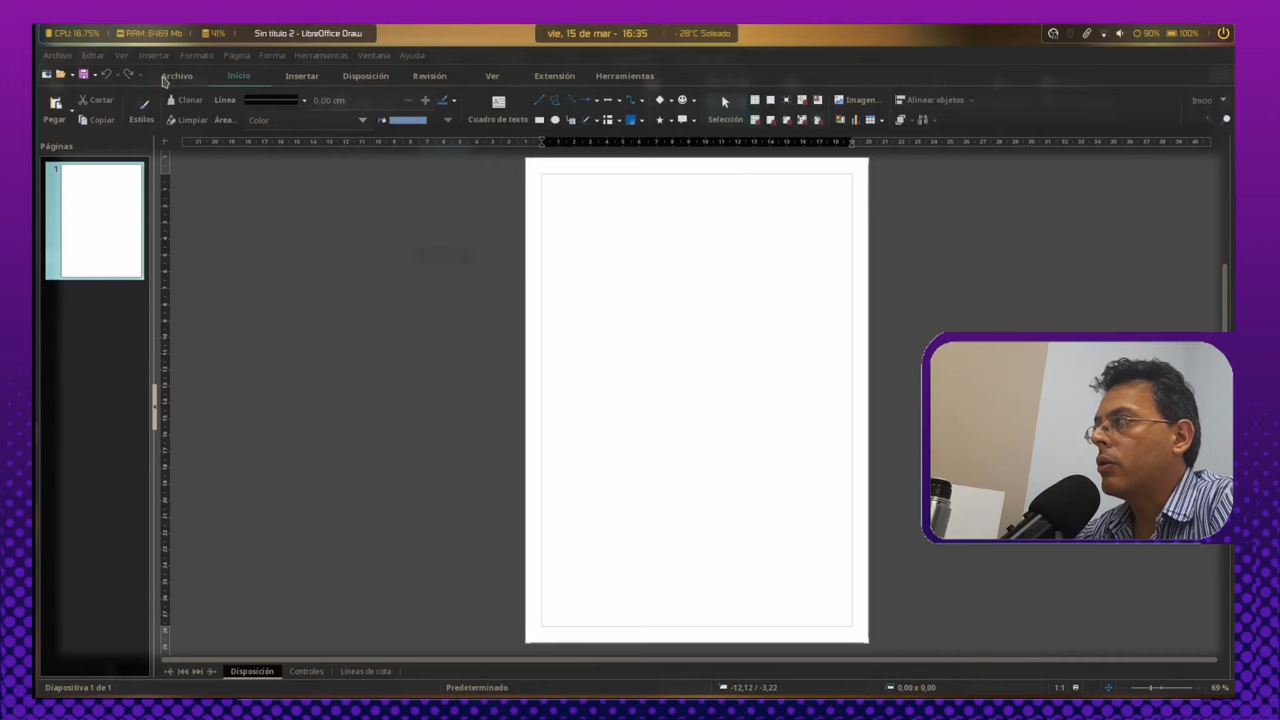 CPU:18.75% RAM: 6469 Mb 41% Sin título 2 - LibreOffice Draw vie, 15 de mar - 16:35 - 28°C Soleado 90% 100%
Archivo Editar Ver Insertar Formato Página Forma Herramientas Ventana Ayuda
Archivo Inicio Insertar Disposición Revisión Ver Extensión Herramientas
Cortar Clonar Línea 0,00 cm Imagen... Alinear objetos Inicio
Pegar Copiar Estilos Limpiar Área... Color Cuadro de texto Selección
Páginas
1
Disposición Controles Líneas de cota
Diapositiva 1 de 1 Predeterminado -12,12 / -3,22 0,00 x 0,00 1:1 69 %